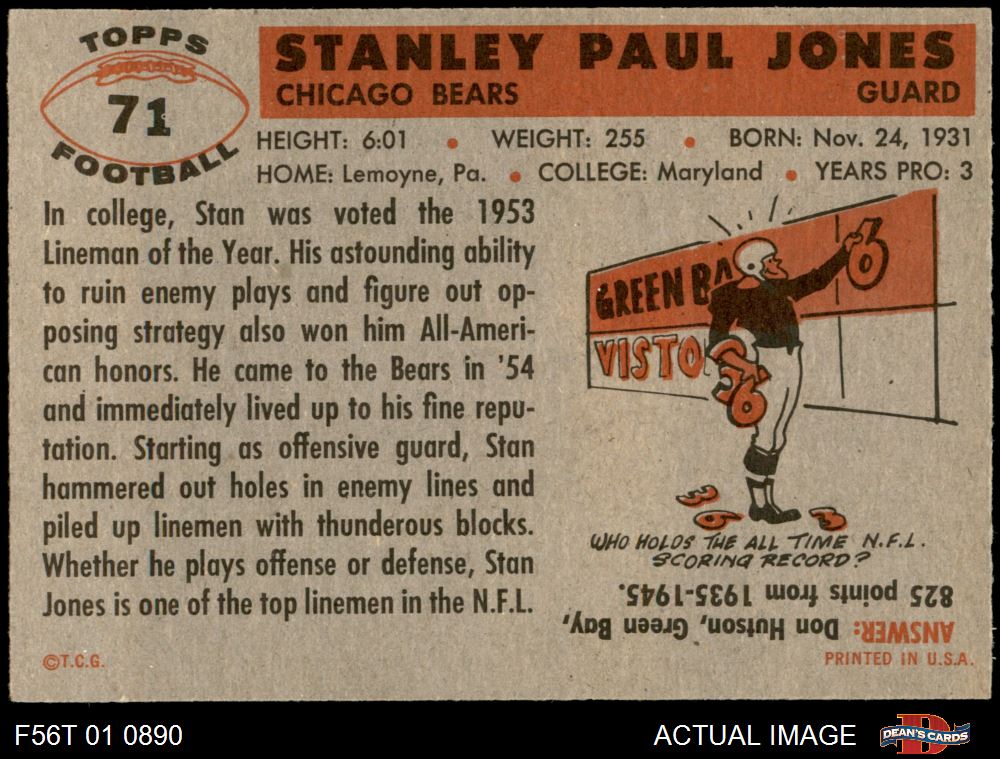 TOPPS
71
FOOTBALL
STANLEY PAUL JONES
CHICAGO BEARS GUARD
HEIGHT: 6:01 • WEIGHT: 255 • BORN: Nov. 24, 1931
HOME: Lemoyne, Pa. • COLLEGE: Maryland • YEARS PRO: 3
In college, Stan was voted the 1953
Lineman of the Year. His astounding ability
to ruin enemy plays and figure out op-
posing strategy also won him All-Ameri-
can honors. He came to the Bears in '54
and immediately lived up to his fine repu-
tation. Starting as offensive guard, Stan
hammered out holes in enemy lines and
piled up linemen with thunderous blocks.
Whether he plays offense or defense, Stan
Jones is one of the top linemen in the N.F.L.
©T.C.G.
GREEN BA 6
VISTO 36
3 6 3
WHO HOLDS THE ALL TIME N.F.L.
SCORING RECORD?
ANSWER: Don Hutson, Green Bay,
825 points from 1935-1945.
PRINTED IN U.S.A.
F56T 01 0890
ACTUAL IMAGE
D
DEAN'S CARDS